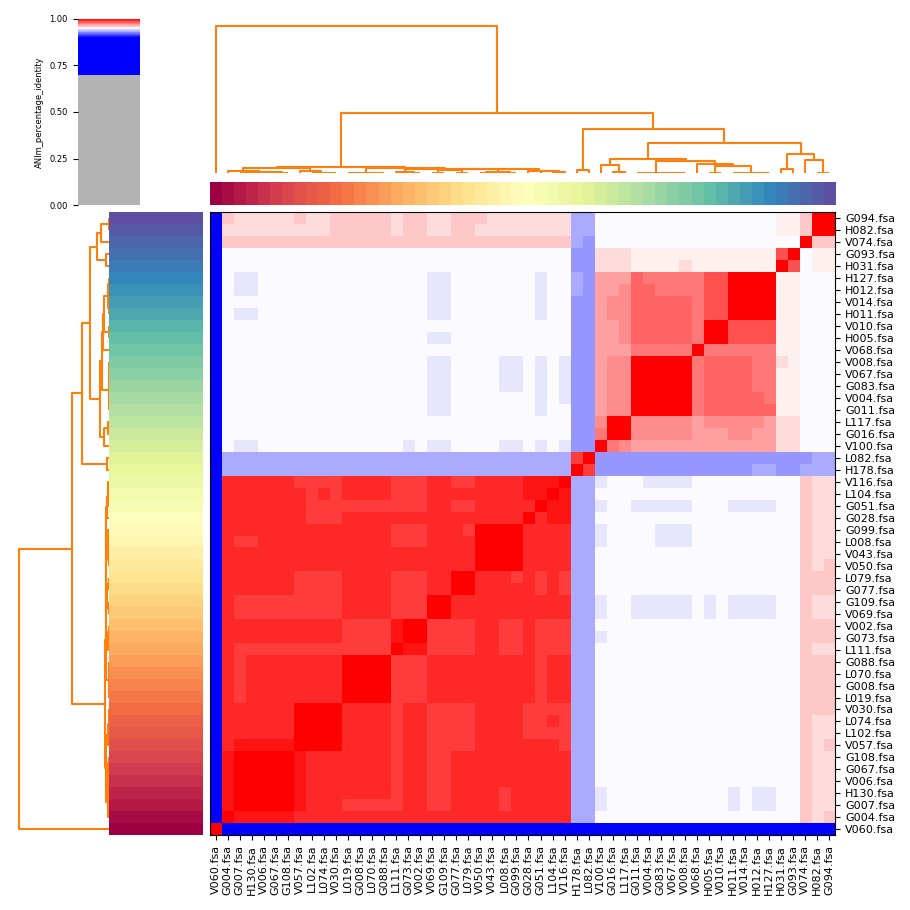 1.00
0.75
0.50
0.25
0.00
ANIm_percentage_identity
G094.fsa
H082.fsa
V074.fsa
G093.fsa
H031.fsa
H127.fsa
H012.fsa
V014.fsa
H011.fsa
V010.fsa
H005.fsa
V068.fsa
V008.fsa
V067.fsa
G083.fsa
V004.fsa
G011.fsa
L117.fsa
G016.fsa
V100.fsa
L082.fsa
H178.fsa
V116.fsa
L104.fsa
G051.fsa
G028.fsa
G099.fsa
L008.fsa
V043.fsa
V050.fsa
L079.fsa
G077.fsa
G109.fsa
V069.fsa
V002.fsa
G073.fsa
L111.fsa
G088.fsa
L070.fsa
G008.fsa
L019.fsa
V030.fsa
L074.fsa
L102.fsa
V057.fsa
G108.fsa
G067.fsa
V006.fsa
H130.fsa
G007.fsa
G004.fsa
V060.fsa
V060.fsa
G004.fsa
G007.fsa
H130.fsa
V006.fsa
G067.fsa
G108.fsa
V057.fsa
L102.fsa
L074.fsa
V030.fsa
L019.fsa
G008.fsa
L070.fsa
G088.fsa
L111.fsa
G073.fsa
V002.fsa
V069.fsa
G109.fsa
G077.fsa
L079.fsa
V050.fsa
V043.fsa
L008.fsa
G099.fsa
G028.fsa
G051.fsa
L104.fsa
V116.fsa
H178.fsa
L082.fsa
V100.fsa
G016.fsa
L117.fsa
G011.fsa
V004.fsa
G083.fsa
V067.fsa
V008.fsa
V068.fsa
H005.fsa
V010.fsa
H011.fsa
V014.fsa
H012.fsa
H127.fsa
H031.fsa
G093.fsa
V074.fsa
H082.fsa
G094.fsa